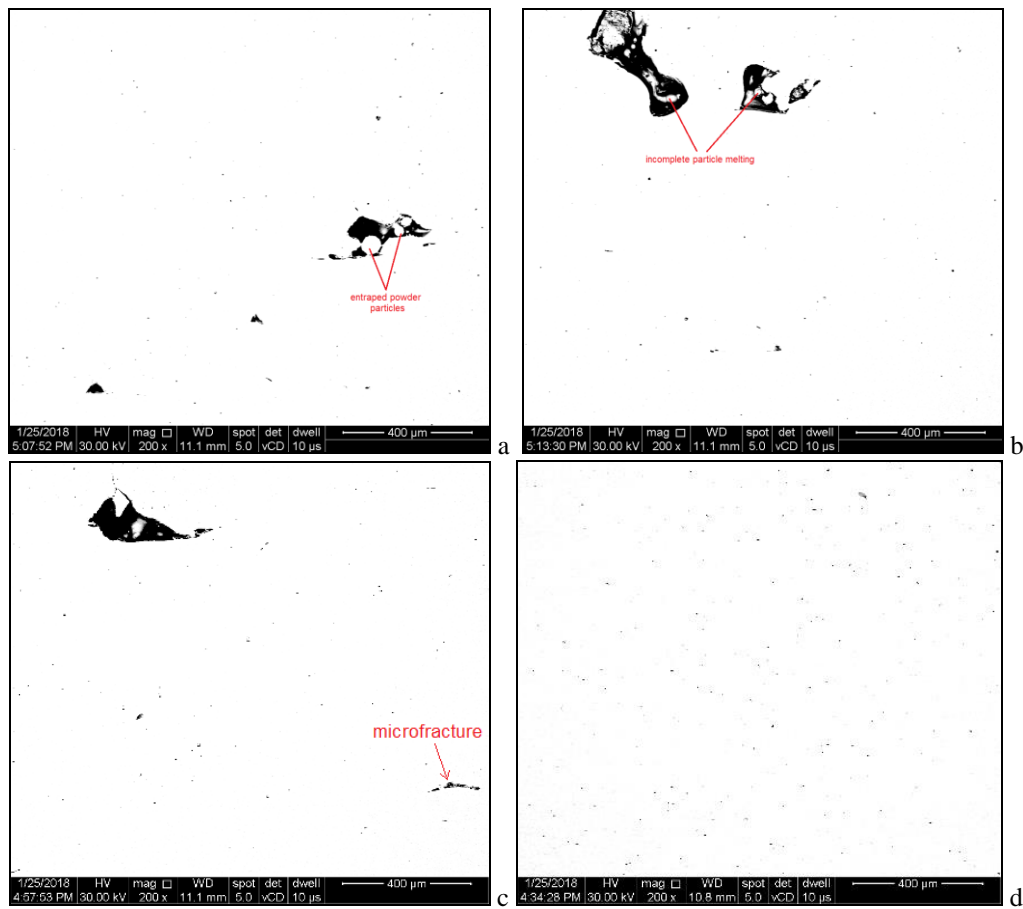 entraped powder
particles
1/25/2018 HV mag □ WD spot det dwell 400 µm
5:07:52 PM 30.00 kV 200 x 11.1 mm 5.0 vCD 10 µs
a
incomplete particle melting
1/25/2018 HV mag □ WD spot det dwell 400 µm
5:13:30 PM 30.00 kV 200 x 11.1 mm 5.0 vCD 10 µs
b
microfracture
1/25/2018 HV mag □ WD spot det dwell 400 µm
4:57:53 PM 30.00 kV 200 x 11.1 mm 5.0 vCD 10 µs
c
1/25/2018 HV mag □ WD spot det dwell 400 µm
4:34:28 PM 30.00 kV 200 x 10.8 mm 5.0 vCD 10 µs
d